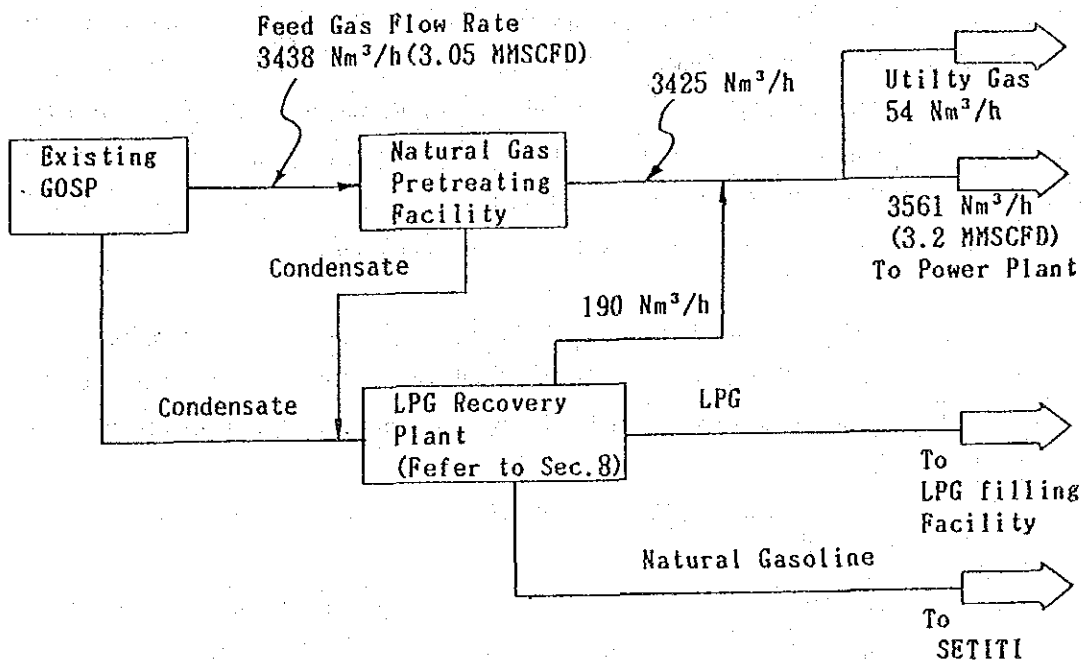 Feed Gas Flow Rate
3438 Nm³/h(3.05 MMSCFD)
3425 Nm³/h
Utilty Gas
54 Nm³/h
Existing
GOSP
Natural Gas
Pretreating
Facility
3561 Nm³/h
(3.2 MMSCFD)
To Power Plant
Condensate
190 Nm³/h
Condensate
LPG Recovery
Plant
(Fefer to Sec.8)
LPG
To
LPG filling
Facility
Natural Gasoline
To
SETITI